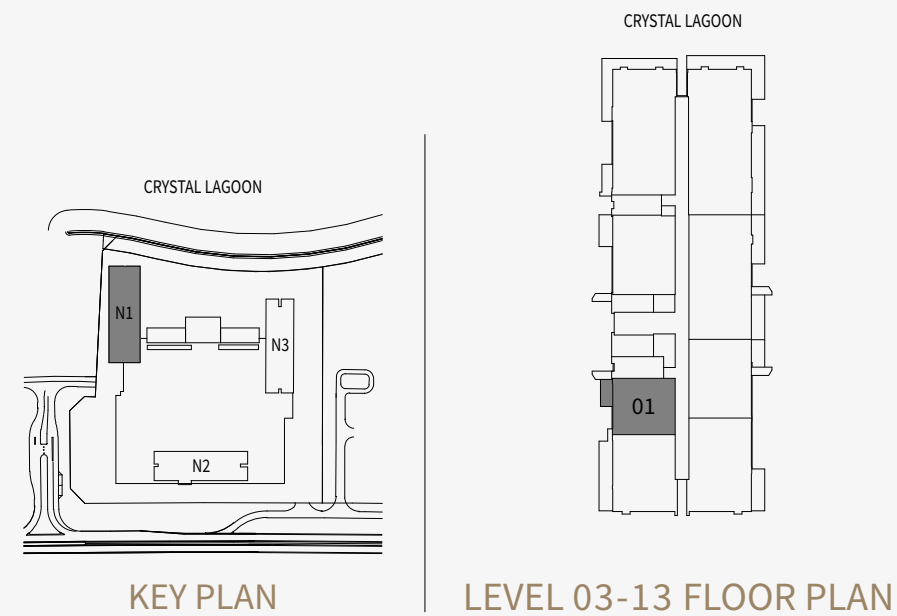 CRYSTAL LAGOON
N1
N3
N2
KEY PLAN
CRYSTAL LAGOON
01
LEVEL 03-13 FLOOR PLAN